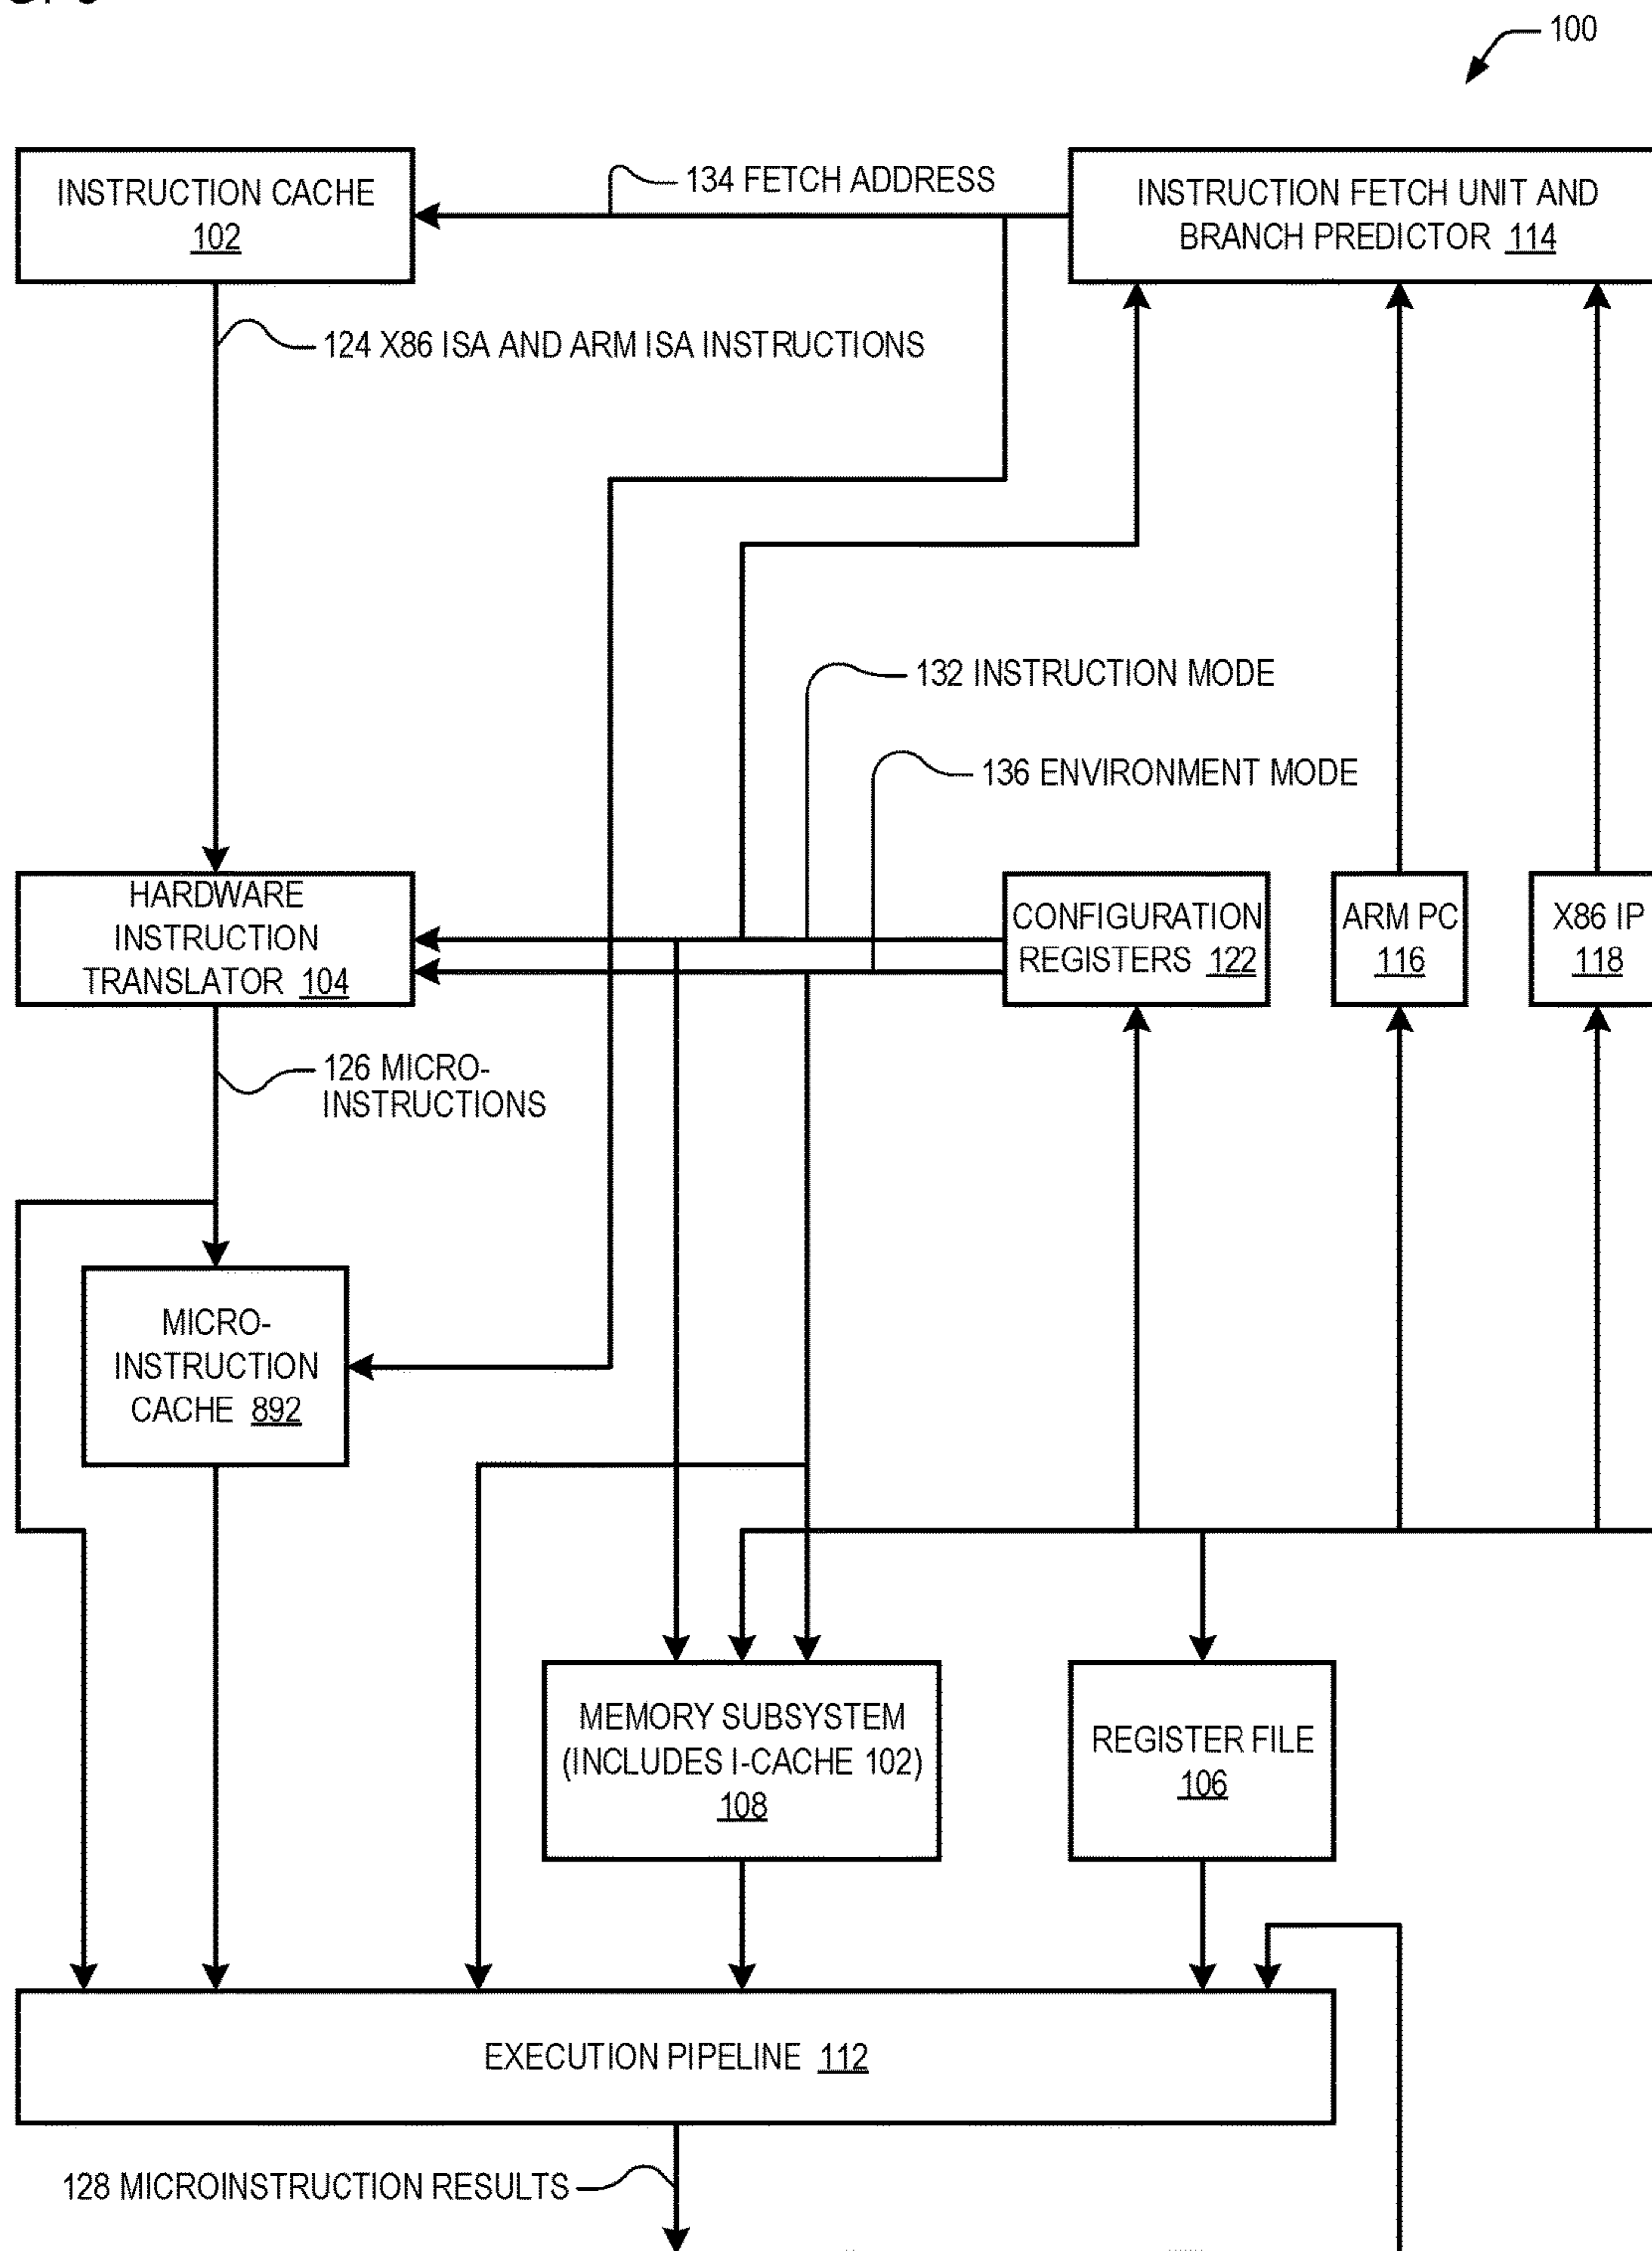 100
INSTRUCTION CACHE
102
134 FETCH ADDRESS
INSTRUCTION FETCH UNIT AND
BRANCH PREDICTOR 114
124 X86 ISA AND ARM ISA INSTRUCTIONS
132 INSTRUCTION MODE
136 ENVIRONMENT MODE
HARDWARE
INSTRUCTION
TRANSLATOR 104
CONFIGURATION
REGISTERS 122
ARM PC
116
X86 IP
118
126 MICRO-
INSTRUCTIONS
MICRO-
INSTRUCTION
CACHE 892
MEMORY SUBSYSTEM
(INCLUDES I-CACHE 102)
108
REGISTER FILE
106
EXECUTION PIPELINE 112
128 MICROINSTRUCTION RESULTS